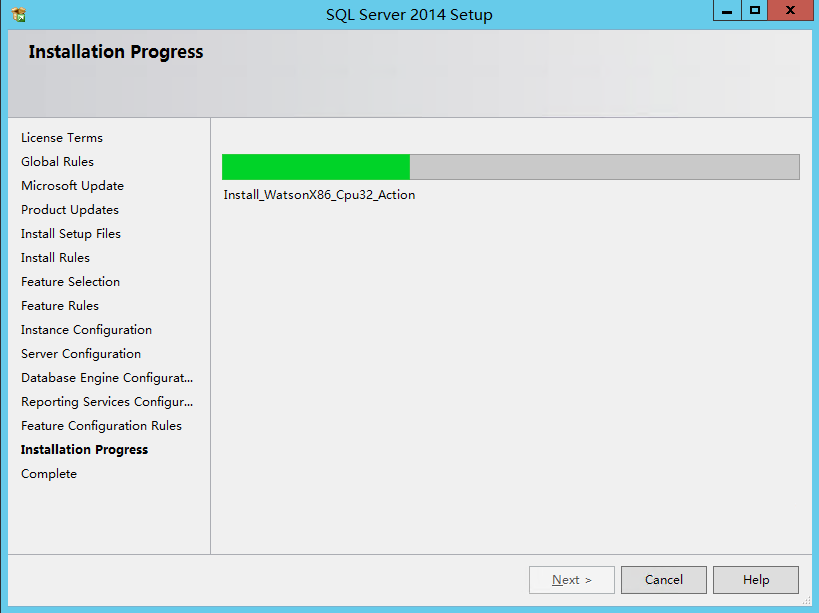 SQL Server 2014 Setup
Installation Progress
License Terms
Global Rules
Microsoft Update
Product Updates
Install Setup Files
Install Rules
Feature Selection
Feature Rules
Instance Configuration
Server Configuration
Database Engine Configurat...
Reporting Services Configur...
Feature Configuration Rules
Installation Progress
Complete
Install_WatsonX86_Cpu32_Action
Next >
Cancel
Help